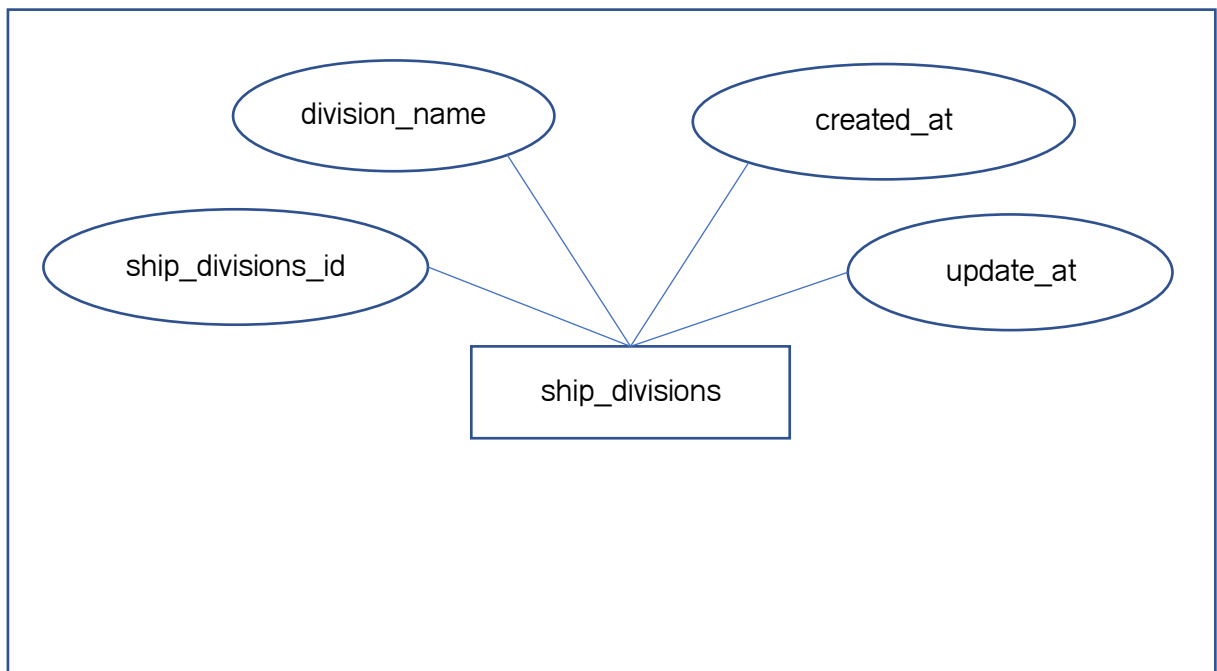 division_name
created_at
ship_divisions_id
update_at
ship_divisions